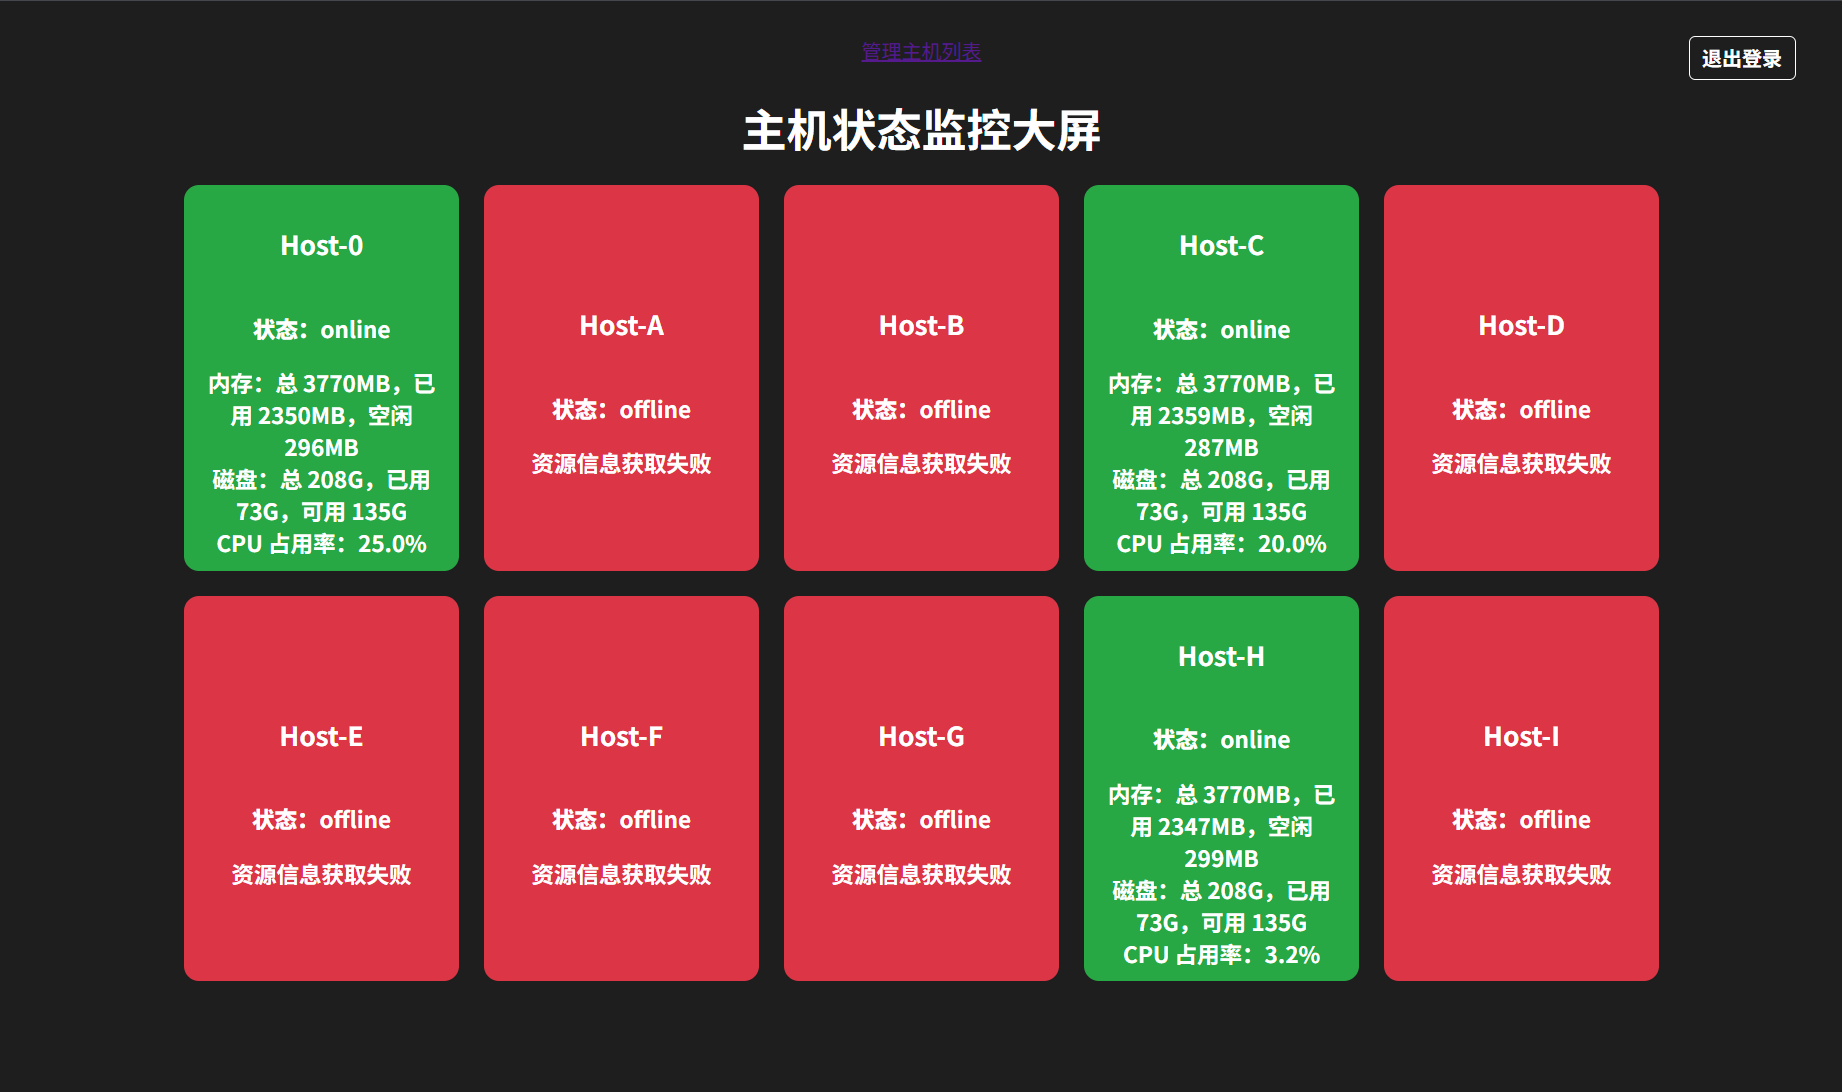 管理主机列表
退出登录
主机状态监控大屏
Host-0
状态：online
内存：总 3770MB，已
用 2350MB，空闲
296MB
磁盘：总 208G，已用
73G，可用 135G
CPU 占用率：25.0%
Host-A
状态：offline
资源信息获取失败
Host-B
状态：offline
资源信息获取失败
Host-C
状态：online
内存：总 3770MB，已
用 2359MB，空闲
287MB
磁盘：总 208G，已用
73G，可用 135G
CPU 占用率：20.0%
Host-D
状态：offline
资源信息获取失败
Host-E
状态：offline
资源信息获取失败
Host-F
状态：offline
资源信息获取失败
Host-G
状态：offline
资源信息获取失败
Host-H
状态：online
内存：总 3770MB，已
用 2347MB，空闲
299MB
磁盘：总 208G，已用
73G，可用 135G
CPU 占用率：3.2%
Host-I
状态：offline
资源信息获取失败